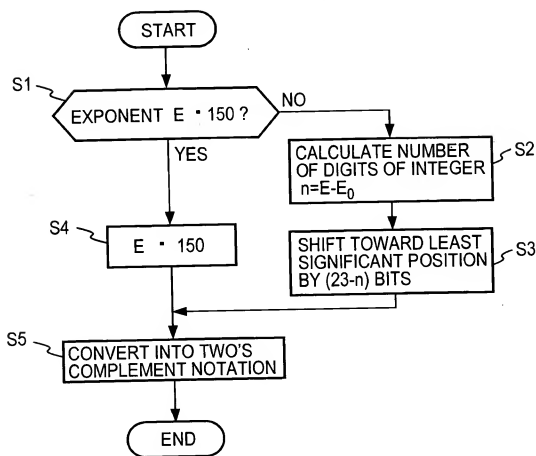 START
S1
EXPONENT E ▪ 150 ?
NO
YES
CALCULATE NUMBER
OF DIGITS OF INTEGER
n=E-E₀
S2
S4
E ▪ 150
SHIFT TOWARD LEAST
SIGNIFICANT POSITION
BY (23-n) BITS
S3
S5
CONVERT INTO TWO'S
COMPLEMENT NOTATION
END